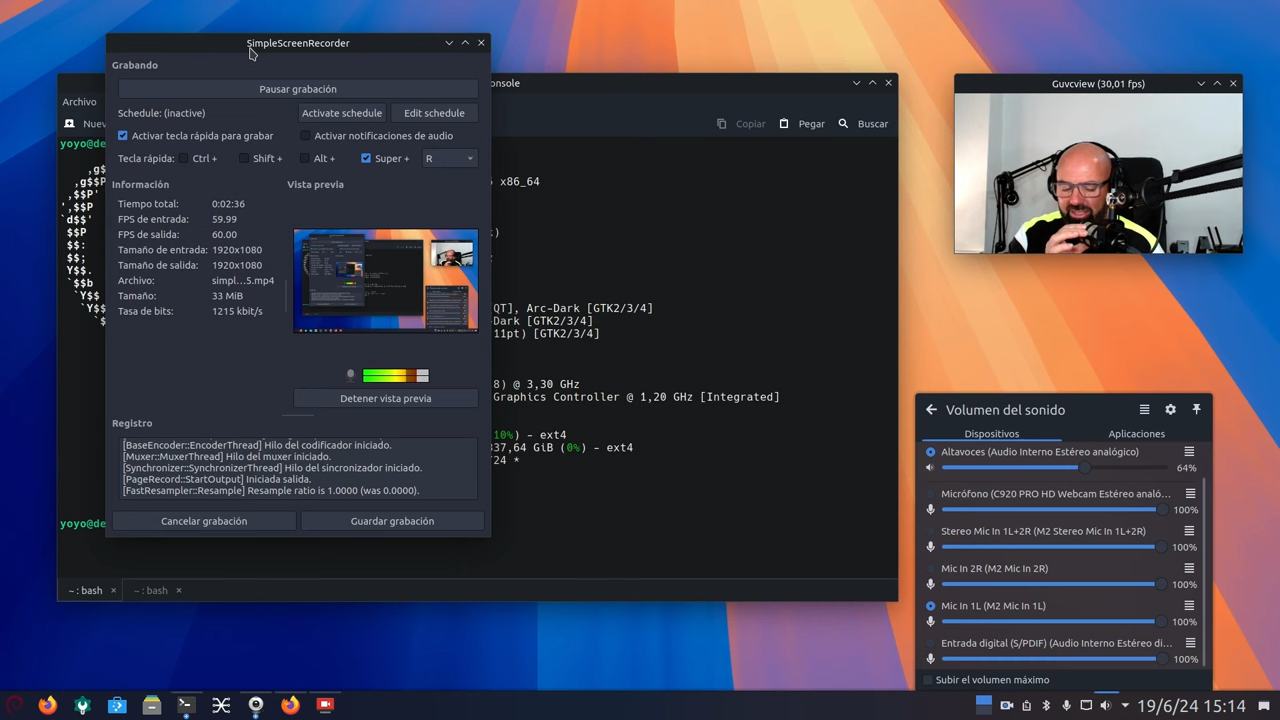 SimpleScreenRecorder
Grabando
Pausar grabación
Schedule: (inactive)
Activate schedule
Edit schedule
Activar tecla rápida para grabar
Activar notificaciones de audio
Tecla rápida:
Ctrl +
Shift +
Alt +
Super +
R
Información
Tiempo total: 0:02:36
FPS de entrada: 59.99
FPS de salida: 60.00
Tamaño de entrada: 1920x1080
Tamaño de salida: 1920x1080
Archivo: simpl...5.mp4
Tamaño: 33 MiB
Tasa de bits: 1215 kbit/s
Vista previa
Detener vista previa
Registro
[BaseEncoder::EncoderThread] Hilo del codificador iniciado.
[Muxer::MuxerThread] Hilo del muxer iniciado.
[Synchronizer::SynchronizerThread] Hilo del sincronizador iniciado.
[PageRecord::StartOutput] Iniciada salida.
[FastResampler::Resample] Resample ratio is 1.0000 (was 0.0000).
Cancelar grabación
Guardar grabación
onsole
Archivo
Nuev
Copiar
Pegar
Buscar
yoyo@de
,g$
,g$$P
,$$P'
',$$P
`d$$'
$$P
$$:
$$;
Y$$.
`$$b
`Y$$
`Y$
`$
x86_64
)
[QT], Arc-Dark [GTK2/3/4]
-Dark [GTK2/3/4]
11pt) [GTK2/3/4]
8) @ 3,30 GHz
Graphics Controller @ 1,20 GHz [Integrated]
10%) - ext4
837,64 GiB (0%) - ext4
/24 *
yoyo@de
~ : bash
~ : bash
Guvcview (30,01 fps)
Volumen del sonido
Dispositivos
Aplicaciones
Altavoces (Audio Interno Estéreo analógico)
64%
Micrófono (C920 PRO HD Webcam Estéreo analó...
100%
Stereo Mic In 1L+2R (M2 Stereo Mic In 1L+2R)
100%
Mic In 2R (M2 Mic In 2R)
100%
Mic In 1L (M2 Mic In 1L)
100%
Entrada digital (S/PDIF) (Audio Interno Estéreo di...
100%
Subir el volumen máximo
19/6/24 15:14